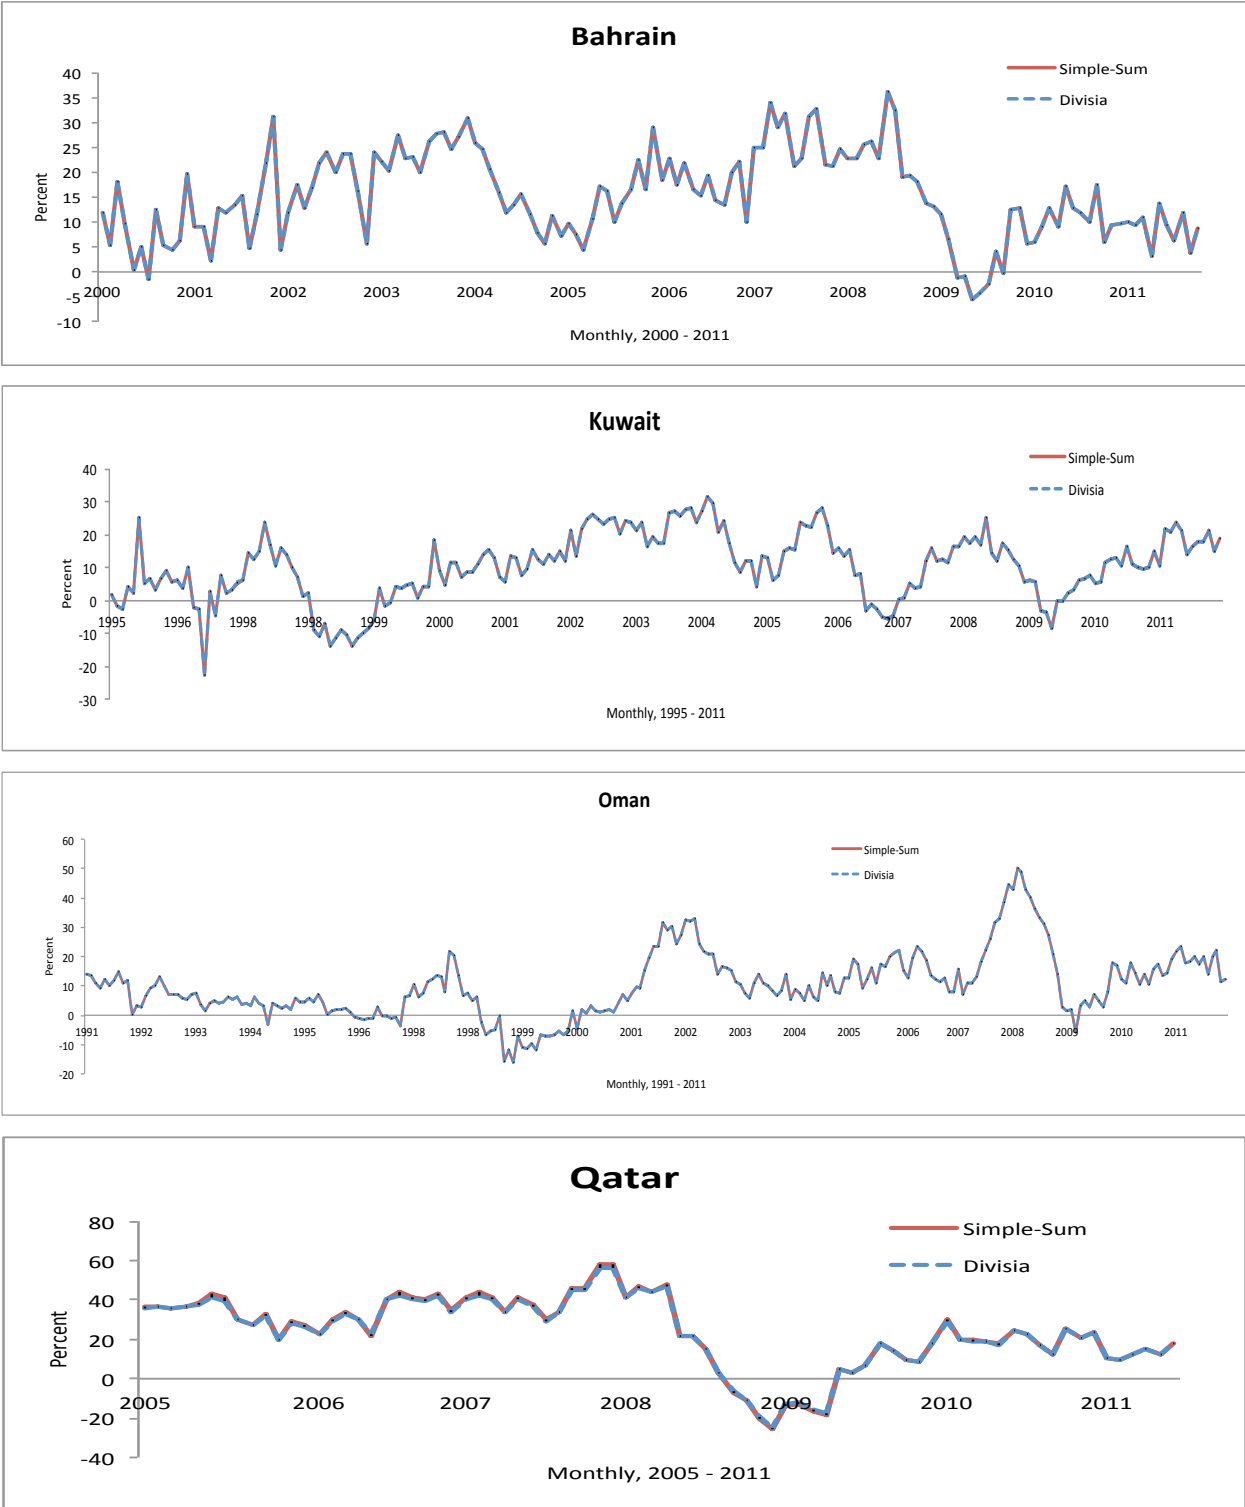 Bahrain
Simple-Sum
Divisia
Percent
40
35
30
25
20
15
10
5
0
-5
-10
2000 2001 2002 2003 2004 2005 2006 2007 2008 2009 2010 2011
Monthly, 2000 - 2011
Kuwait
Simple-Sum
Divisia
Percent
40
30
20
10
0
-10
-20
-30
1995 1996 1998 1998 1999 2000 2001 2002 2003 2004 2005 2006 2007 2008 2009 2010 2011
Monthly, 1995 - 2011
Oman
Simple-Sum
Divisia
Percent
60
50
40
30
20
10
0
-10
-20
1991 1992 1993 1994 1995 1996 1998 1998 1999 2000 2001 2002 2003 2004 2005 2006 2007 2008 2009 2010 2011
Monthly, 1991 - 2011
Qatar
Simple-Sum
Divisia
Percent
80
60
40
20
0
-20
-40
2005 2006 2007 2008 2009 2010 2011
Monthly, 2005 - 2011